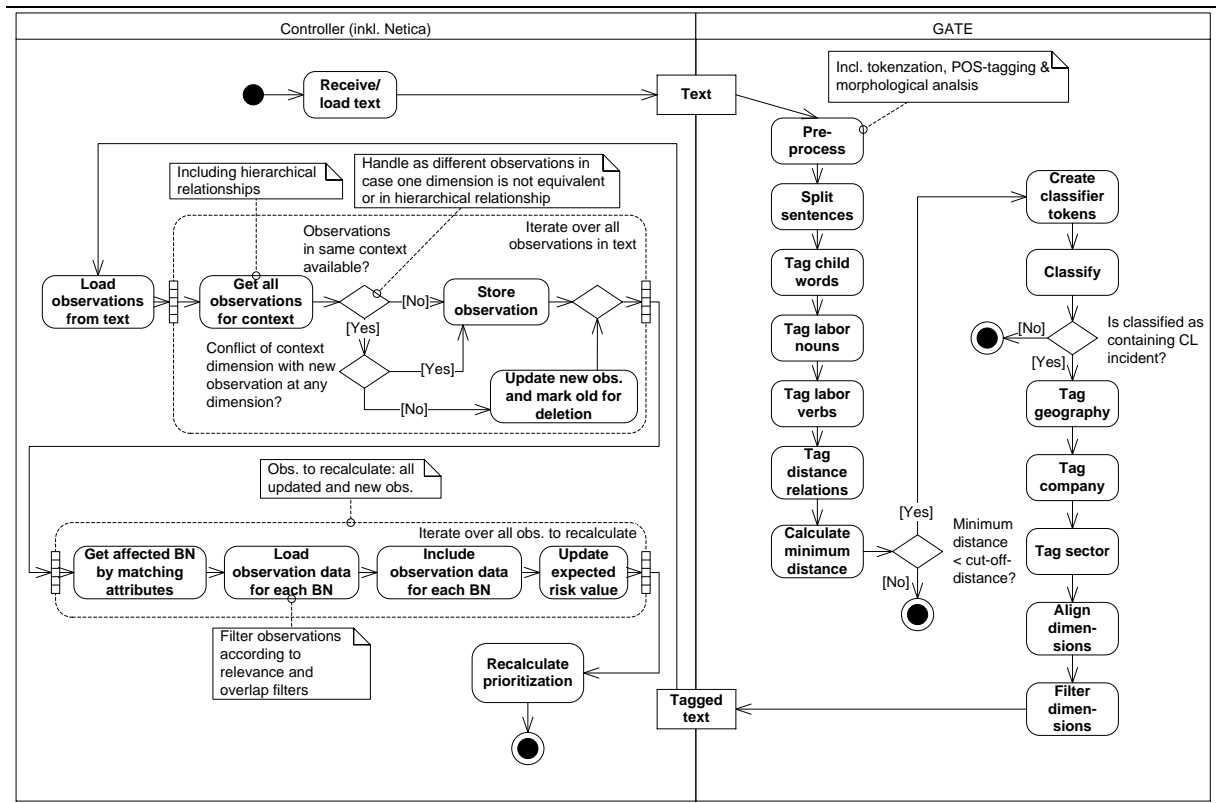 Controller (inkl. Netica)
GATE
Receive/
load text
Text
Incl. tokenzation, POS-tagging &
morphological analsis
Pre-
process
Including hierarchical
relationships
Handle as different observations in
case one dimension is not equivalent
or in hierarchical relationship
Create
classifier
tokens
Split
sentences
Observations
in same context
available?
Iterate over all
observations in text
Tag child
words
Classify
Load
observations
from text
Get all
observations
for context
[No]
Store
observation
[Yes]
Tag labor
nouns
[No]
Is classified as
containing CL
incident?
[Yes]
Conflict of context
dimension with new
observation at any
dimension?
[Yes]
[No]
Update new obs.
and mark old for
deletion
Tag labor
verbs
Tag
geography
Tag
distance
relations
Tag
company
Obs. to recalculate: all
updated and new obs.
Iterate over all obs. to recalculate
[Yes]
Calculate
minimum
distance
Minimum
distance
< cut-off-
distance?
[No]
Tag sector
Get affected BN
by matching
attributes
Load
observation data
for each BN
Include
observation data
for each BN
Update
expected
risk value
Align
dimen-
sions
Filter observations
according to
relevance and
overlap filters
Recalculate
prioritization
Tagged
text
Filter
dimen-
sions